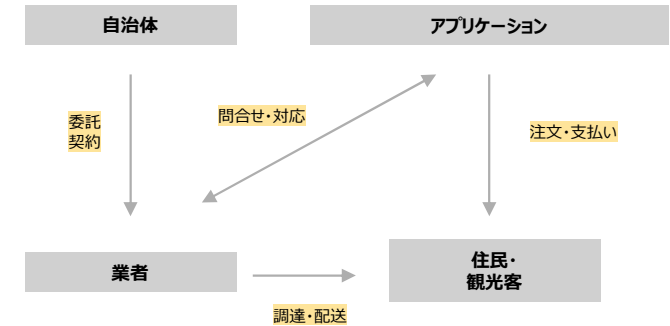 自治体
アプリケーション
委託
契約
問合せ・対応
注文・支払い
業者
住民・
観光客
調達・配送